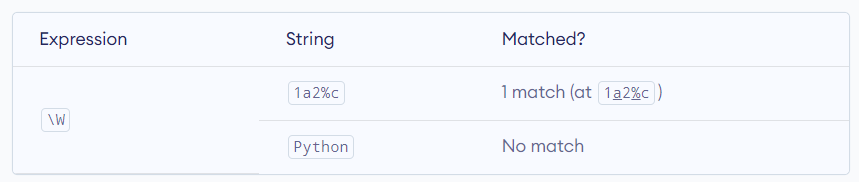 Expression String Matched?
\W 1a2%c 1 match (at 1a2%c)
Python No match